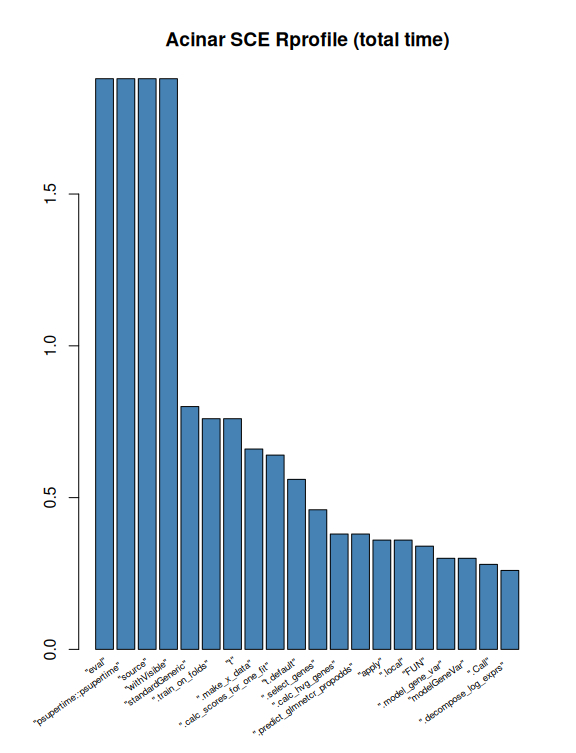 Acinar SCE Rprofile (total time)
1.5
1.0
0.5
0.0
"eval"
"psupertime::psupertime"
"source"
"withVisible"
"standardGeneric"
".train_on_folds"
"t"
".make_x_data"
".calc_scores_for_one_fit"
"t.default"
".select_genes"
".calc_hvg_genes"
".predict_glmnetcr_propodds"
"apply"
".local"
"FUN"
".model_gene_var"
"modelGeneVar"
".Call"
".decompose_log_exprs"